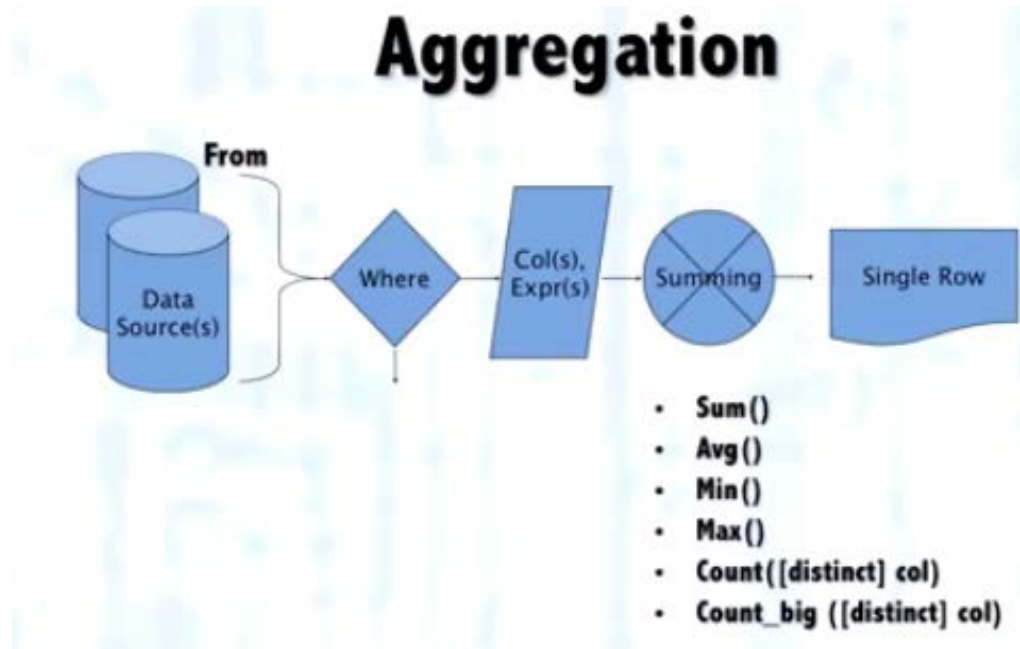 Aggregation
From
Data
Source(s)
Where
Col(s),
Expr(s)
Summing
Single Row
• Sum()
• Avg()
• Min()
• Max()
• Count([distinct] col)
• Count_big ([distinct] col)